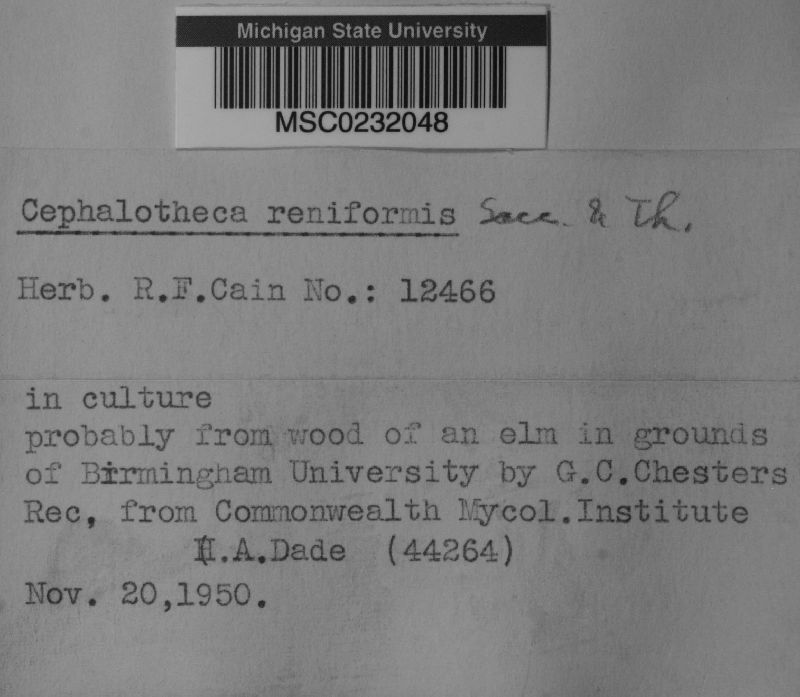 Michigan State University
MSC0232048
Cephalotheca reniformis Sacc. & Th.
Herb. R.F.Cain No.: 12466
in culture
probably from wood of an elm in grounds
of Birmingham University by G.C.Chesters
Rec, from Commonwealth Mycol.Institute
H.A.Dade (44264)
Nov. 20,1950.